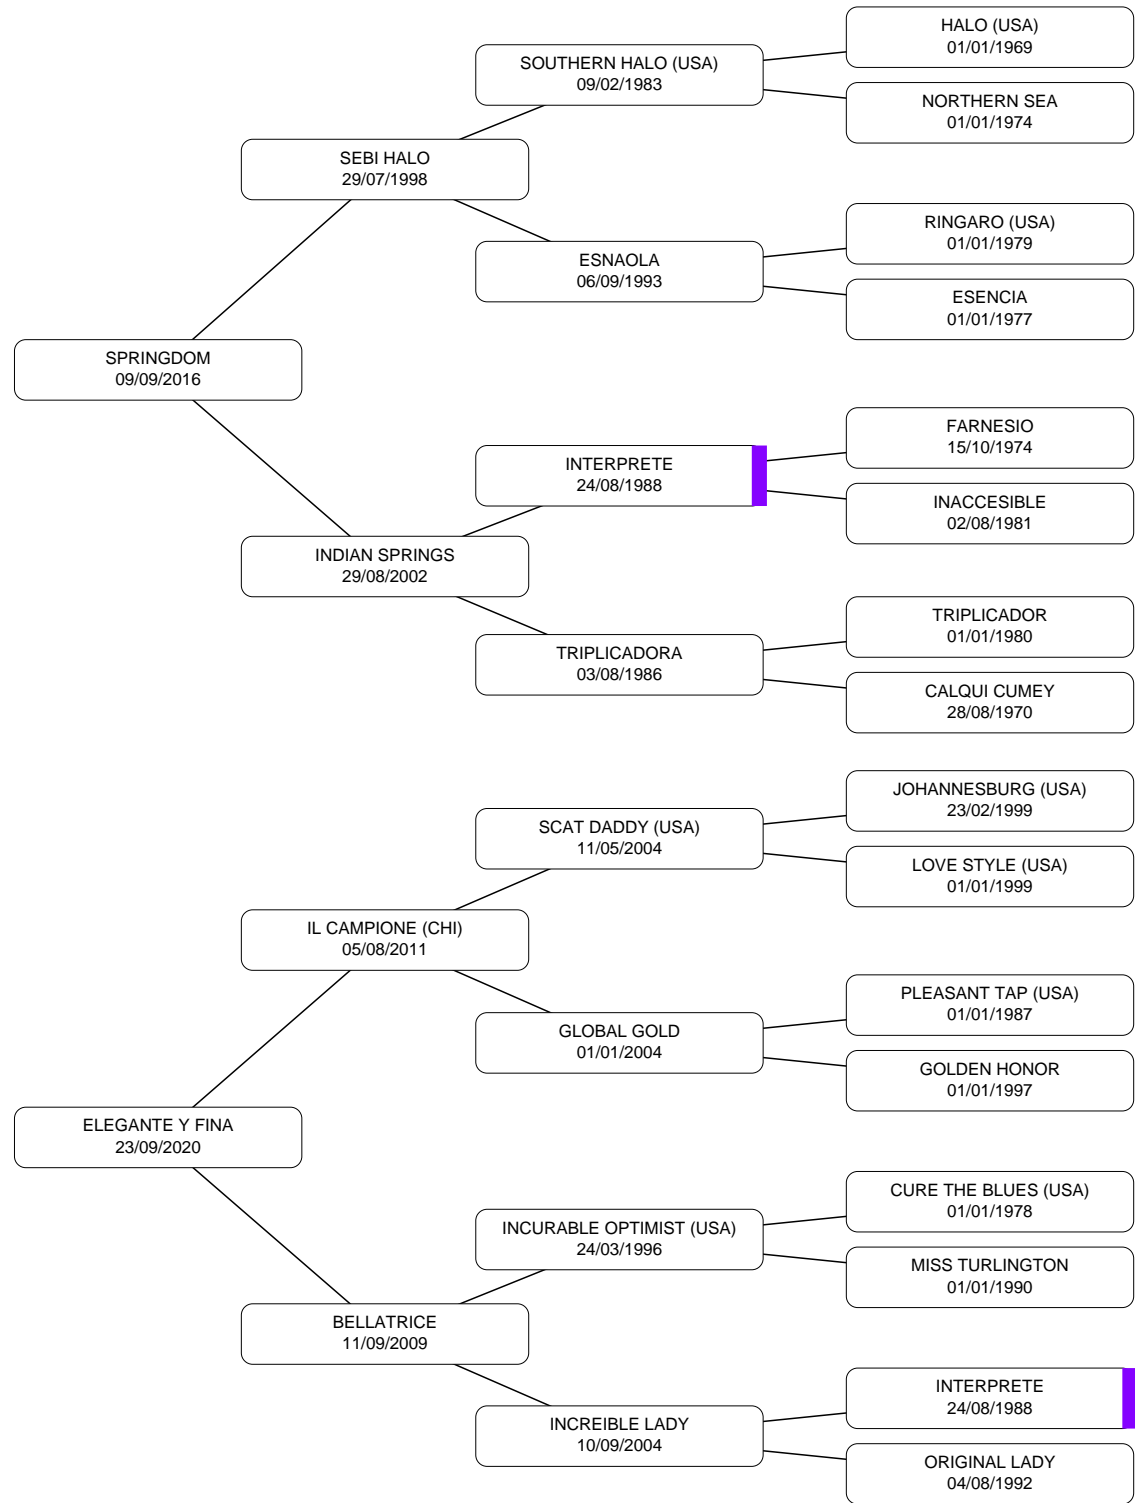 HALO (USA)
01/01/1969
SOUTHERN HALO (USA)
09/02/1983
NORTHERN SEA
01/01/1974
SEBI HALO
29/07/1998
RINGARO (USA)
01/01/1979
ESNAOLA
06/09/1993
ESENCIA
01/01/1977
SPRINGDOM
09/09/2016
FARNESIO
15/10/1974
INTERPRETE
24/08/1988
INACCESIBLE
02/08/1981
INDIAN SPRINGS
29/08/2002
TRIPLICADOR
01/01/1980
TRIPLICADORA
03/08/1986
CALQUI CUMEY
28/08/1970
JOHANNESBURG (USA)
23/02/1999
SCAT DADDY (USA)
11/05/2004
LOVE STYLE (USA)
01/01/1999
IL CAMPIONE (CHI)
05/08/2011
PLEASANT TAP (USA)
01/01/1987
GLOBAL GOLD
01/01/2004
GOLDEN HONOR
01/01/1997
ELEGANTE Y FINA
23/09/2020
CURE THE BLUES (USA)
01/01/1978
INCURABLE OPTIMIST (USA)
24/03/1996
MISS TURLINGTON
01/01/1990
BELLATRICE
11/09/2009
INTERPRETE
24/08/1988
INCREIBLE LADY
10/09/2004
ORIGINAL LADY
04/08/1992